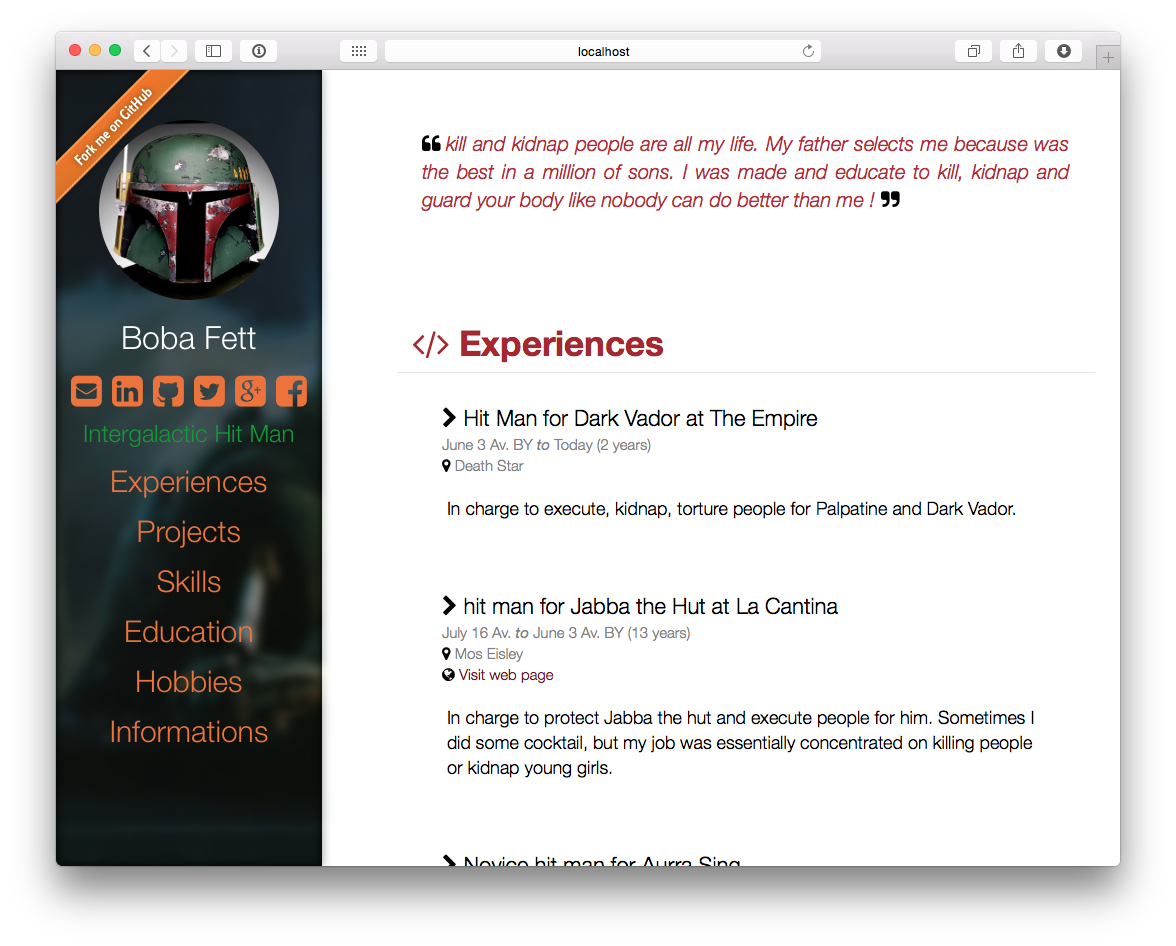 localhost
Fork me on GitHub
Boba Fett
Intergalactic Hit Man
Experiences
Projects
Skills
Education
Hobbies
Informations
❝ kill and kidnap people are all my life. My father selects me because was
the best in a million of sons. I was made and educate to kill, kidnap and
guard your body like nobody can do better than me ! ❞
</> Experiences
Hit Man for Dark Vador at The Empire
June 3 Av. BY to Today (2 years)
Death Star
In charge to execute, kidnap, torture people for Palpatine and Dark Vador.
hit man for Jabba the Hut at La Cantina
July 16 Av. to June 3 Av. BY (13 years)
Mos Eisley
Visit web page
In charge to protect Jabba the hut and execute people for him. Sometimes I
did some cocktail, but my job was essentially concentrated on killing people
or kidnap young girls.
Novice hit man for Aurra Sing